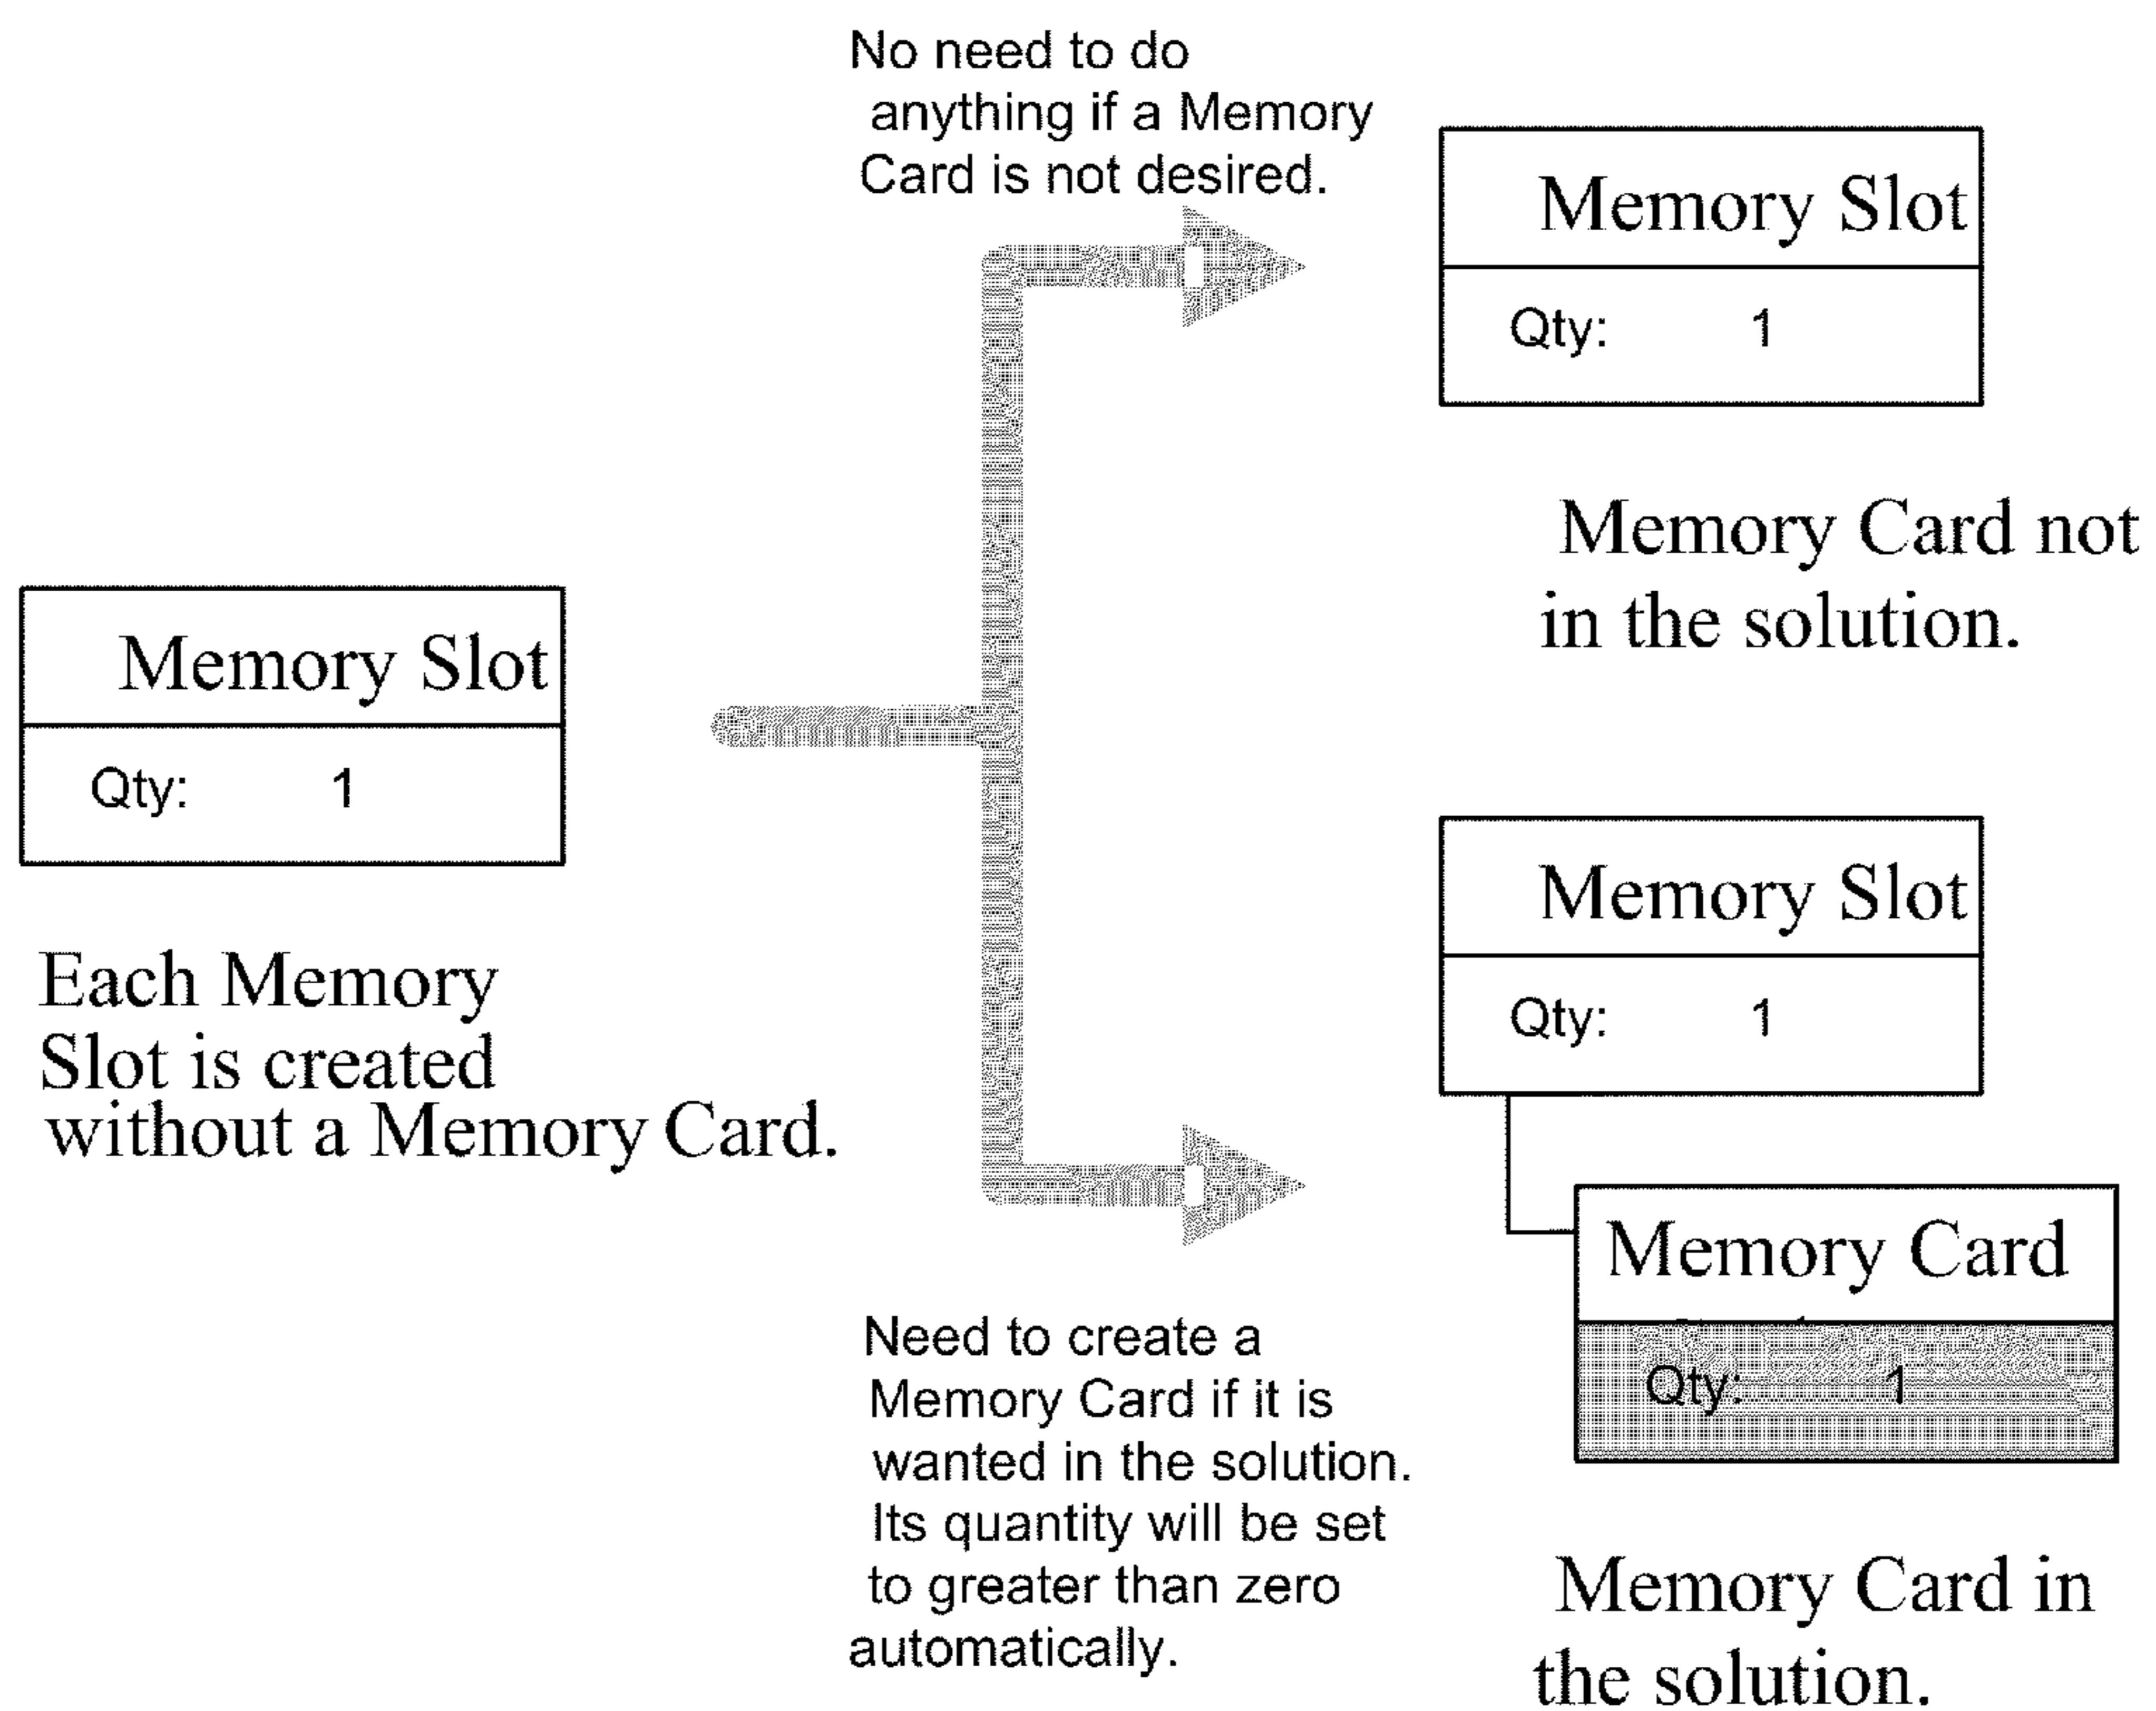 No need to do
anything if a Memory
Card is not desired.
Memory Slot
Qty: 1
Memory Card not
in the solution.
Memory Slot
Qty: 1
Each Memory
Slot is created
without a Memory Card.
Memory Slot
Qty: 1
Memory Card
Qty: 1
Need to create a
Memory Card if it is
wanted in the solution.
Its quantity will be set
to greater than zero
automatically.
Memory Card in
the solution.